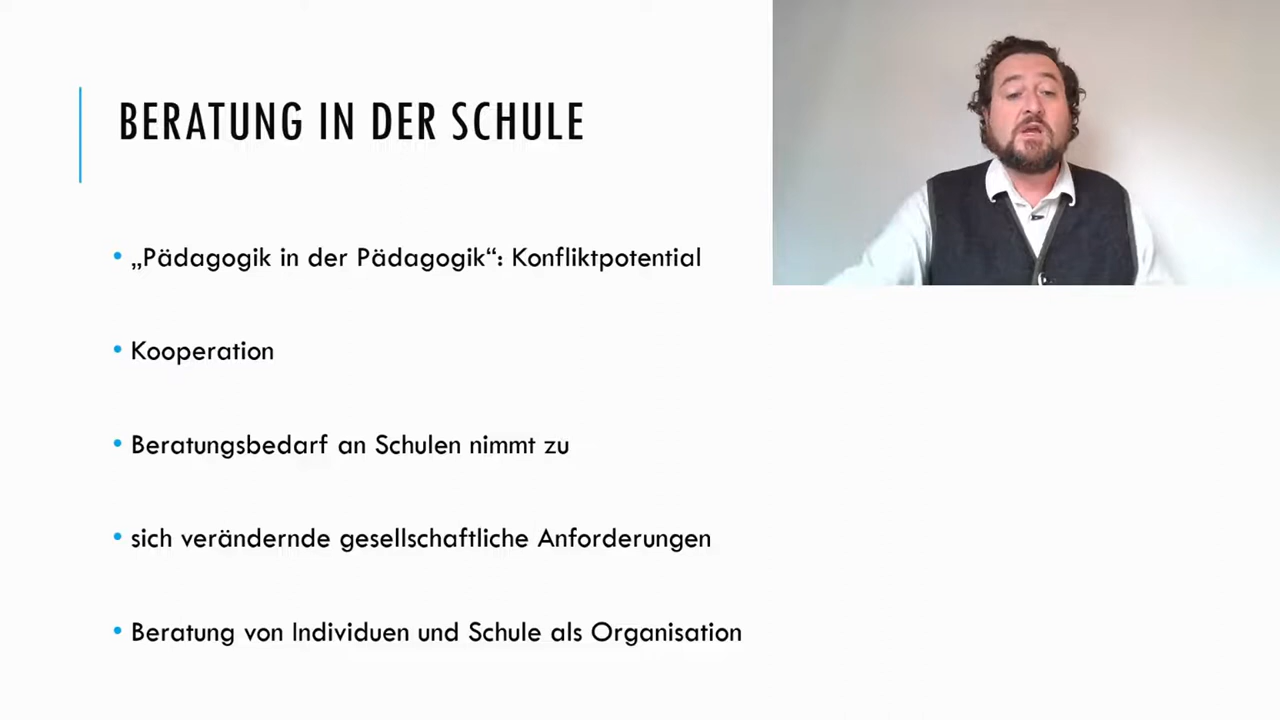 BERATUNG IN DER SCHULE
• „Pädagogik in der Pädagogik“: Konfliktpotential
• Kooperation
• Beratungsbedarf an Schulen nimmt zu
• sich verändernde gesellschaftliche Anforderungen
• Beratung von Individuen und Schule als Organisation